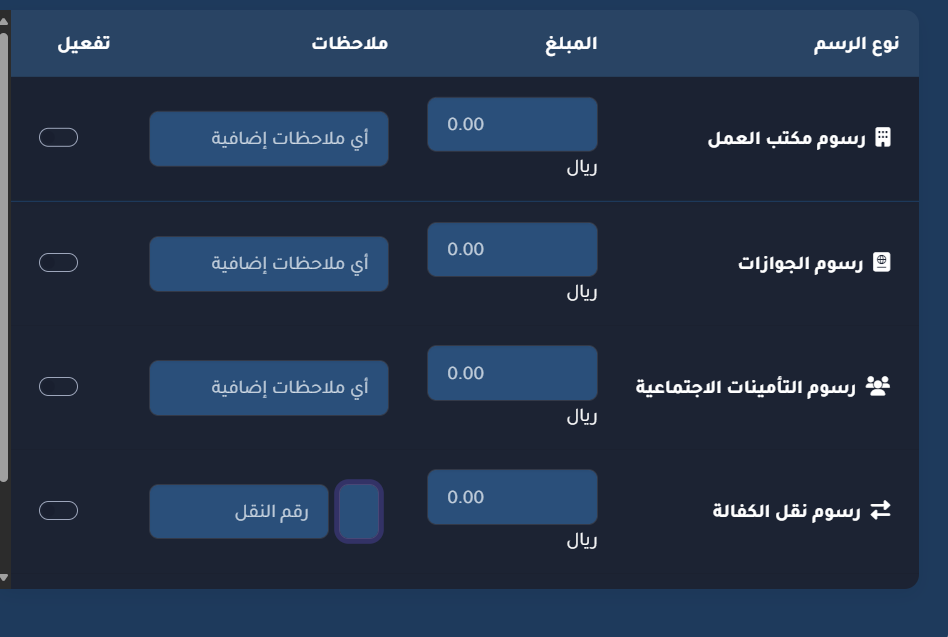 نوع الرسم المبلغ ملاحظات تفعيل
رسوم مكتب العمل 0.00 أي ملاحظات إضافية
ريال
رسوم الجوازات 0.00 أي ملاحظات إضافية
ريال
رسوم التأمينات الاجتماعية 0.00 أي ملاحظات إضافية
ريال
رسوم نقل الكفالة 0.00 رقم النقل
ريال